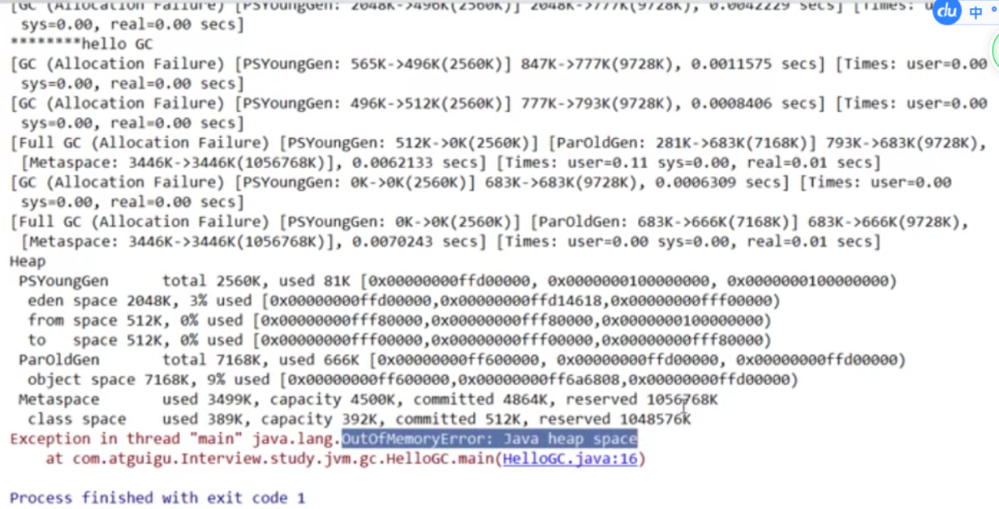 [GC (Allocation Failure) [PSYoungGen: 2048K->496K(2560K)] 2048K->777K(9728K), 0.0042229 secs] [Times:
sys=0.00, real=0.00 secs]
********hello GC
[GC (Allocation Failure) [PSYoungGen: 565K->496K(2560K)] 847K->777K(9728K), 0.0011575 secs] [Times: user=0.00
sys=0.00, real=0.00 secs]
[GC (Allocation Failure) [PSYoungGen: 496K->512K(2560K)] 777K->793K(9728K), 0.0008406 secs] [Times: user=0.00
sys=0.00, real=0.00 secs]
[Full GC (Allocation Failure) [PSYoungGen: 512K->0K(2560K)] [ParOldGen: 281K->683K(7168K)] 793K->683K(9728K),
[Metaspace: 3446K->3446K(1056768K)], 0.0062133 secs] [Times: user=0.11 sys=0.00, real=0.01 secs]
[GC (Allocation Failure) [PSYoungGen: 0K->0K(2560K)] 683K->683K(9728K), 0.0006309 secs] [Times: user=0.00
sys=0.00, real=0.00 secs]
[Full GC (Allocation Failure) [PSYoungGen: 0K->0K(2560K)] [ParOldGen: 683K->666K(7168K)] 683K->666K(9728K),
[Metaspace: 3446K->3446K(1056768K)], 0.0070243 secs] [Times: user=0.00 sys=0.00, real=0.01 secs]
Heap
PSYoungGen      total 2560K, used 81K [0x00000000ffd00000, 0x0000000100000000, 0x0000000100000000)
eden space 2048K, 3% used [0x00000000ffd00000,0x00000000ffd14618,0x00000000fff00000)
from space 512K, 0% used [0x00000000fff80000,0x00000000fff80000,0x0000000100000000)
to   space 512K, 0% used [0x00000000fff00000,0x00000000fff00000,0x00000000fff80000)
ParOldGen       total 7168K, used 666K [0x00000000ff600000, 0x00000000ffd00000, 0x00000000ffd00000)
object space 7168K, 9% used [0x00000000ff600000,0x00000000ff6a6808,0x00000000ffd00000)
Metaspace       used 3499K, capacity 4500K, committed 4864K, reserved 1056768K
class space    used 389K, capacity 392K, committed 512K, reserved 1048576K
Exception in thread "main" java.lang.OutOfMemoryError: Java heap space
at com.atguigu.Interview.study.jvm.gc.HelloGC.main(HelloGC.java:16)
Process finished with exit code 1
du 中